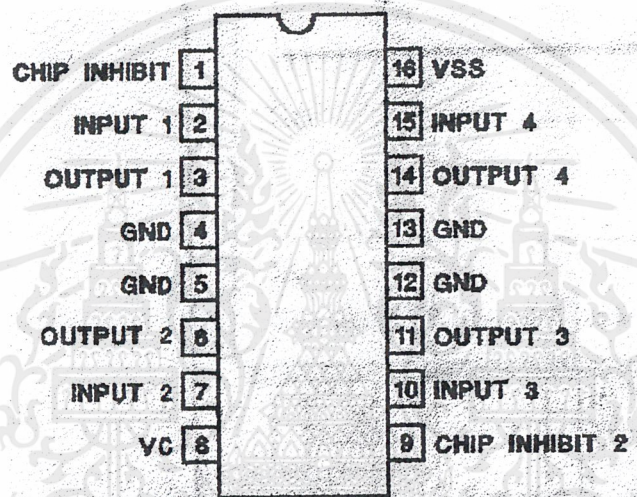 CHIP INHIBIT 1
INPUT 1 2
OUTPUT 1 3
GND 4
GND 5
OUTPUT 2 6
INPUT 2 7
VC 8
16 VSS
15 INPUT 4
14 OUTPUT 4
13 GND
12 GND
11 OUTPUT 3
10 INPUT 3
9 CHIP INHIBIT 2